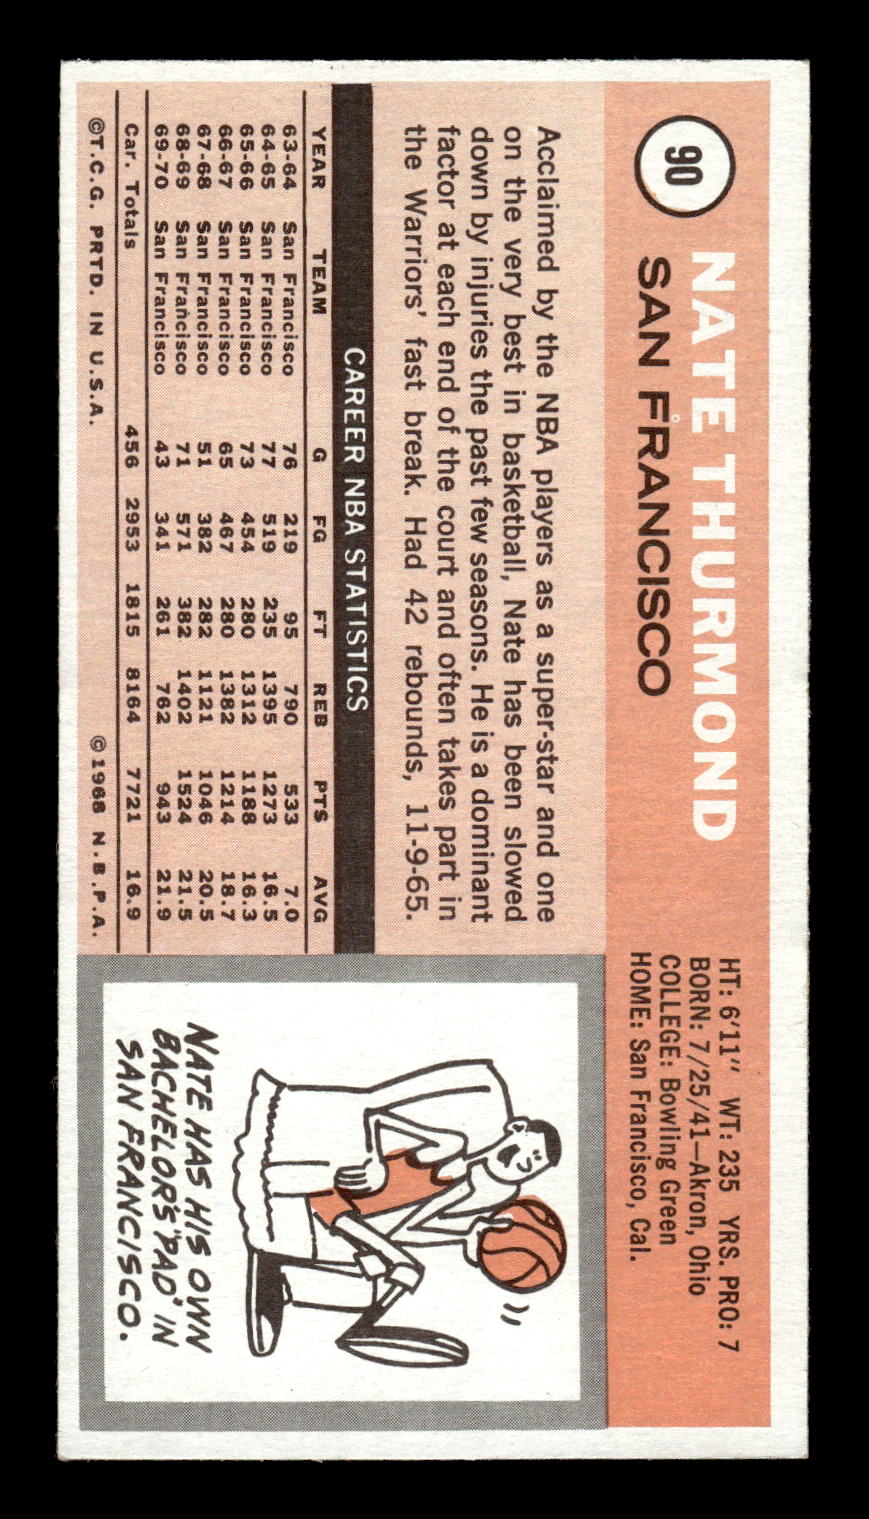 90
NATE THURMOND
SAN FRANCISCO
HT: 6'11" WT: 235 YRS. PRO: 7
BORN: 7/25/41—Akron, Ohio
COLLEGE: Bowling Green
HOME: San Francisco, Cal.
Acclaimed by the NBA players as a super-star and one
on the very best in basketball, Nate has been slowed
down by injuries the past few seasons. He is a dominant
factor at each end of the court and often takes part in
the Warriors' fast break. Had 42 rebounds, 11-9-65.
CAREER NBA STATISTICS
YEAR TEAM G FG FT REB PTS AVG
63-64 San Francisco 76 219 95 790 533 7.0
64-65 San Francisco 77 519 235 1395 1273 16.5
65-66 San Francisco 73 454 280 1312 1188 16.3
66-67 San Francisco 65 467 280 1382 1214 18.7
67-68 San Francisco 51 382 282 1121 1046 20.5
68-69 San Francisco 71 571 382 1402 1524 21.5
69-70 San Francisco 43 341 261 762 943 21.9
Car. Totals 456 2953 1815 8164 7721 16.9
©T.C.G. PRTD. IN U.S.A. ©1968 N.B.P.A.
NATE HAS HIS OWN
BACHELOR'S "PAD" IN
SAN FRANCISCO.